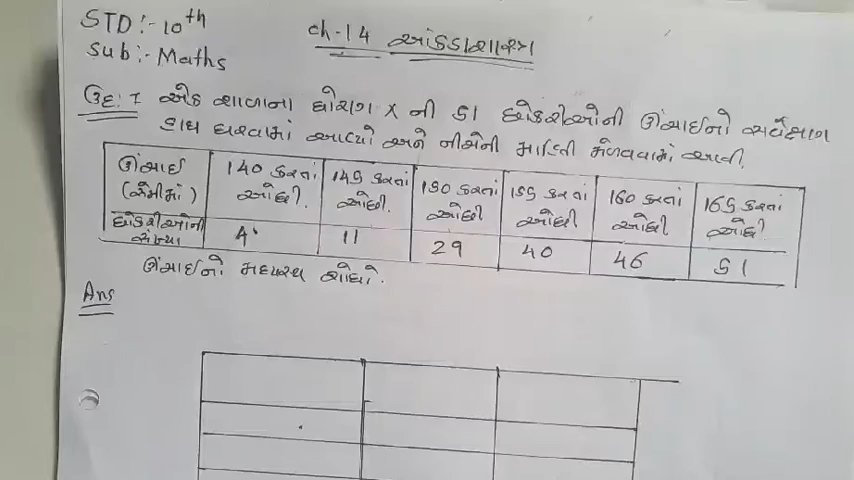 STD :- 10th
Sub :- Maths
ch-14 આંકડાશાસ્ત્ર
ઉદા: 7 એક શાળાના ધોરણ X ની 51 છોકરીઓની ઊંચાઈનો સર્વેક્ષણ
હાથ ધરવામાં આવ્યો અને નીચેની માહિતી મેળવવામાં આવી.
ઊંચાઈ (સેમીમાં) 140 કરતાં ઓછી. 145 કરતાં ઓછી. 150 કરતાં ઓછી 155 કરતાં ઓછી 160 કરતાં ઓછી 165 કરતાં ઓછી.
છોકરીઓની સંખ્યા 4 11 29 40 46 51
ઊંચાઈનો મધ્યસ્થ શોધો.
Ans